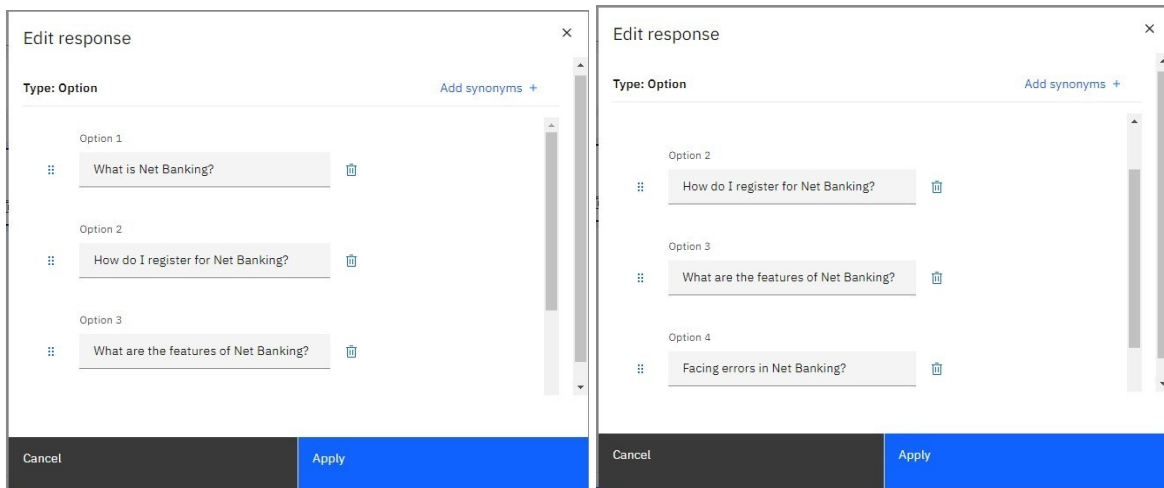 Edit response
×
Type: Option
Add synonyms +
Option 1
What is Net Banking?
Option 2
How do I register for Net Banking?
Option 3
What are the features of Net Banking?
Cancel
Apply
Edit response
×
Type: Option
Add synonyms +
Option 2
How do I register for Net Banking?
Option 3
What are the features of Net Banking?
Option 4
Facing errors in Net Banking?
Cancel
Apply